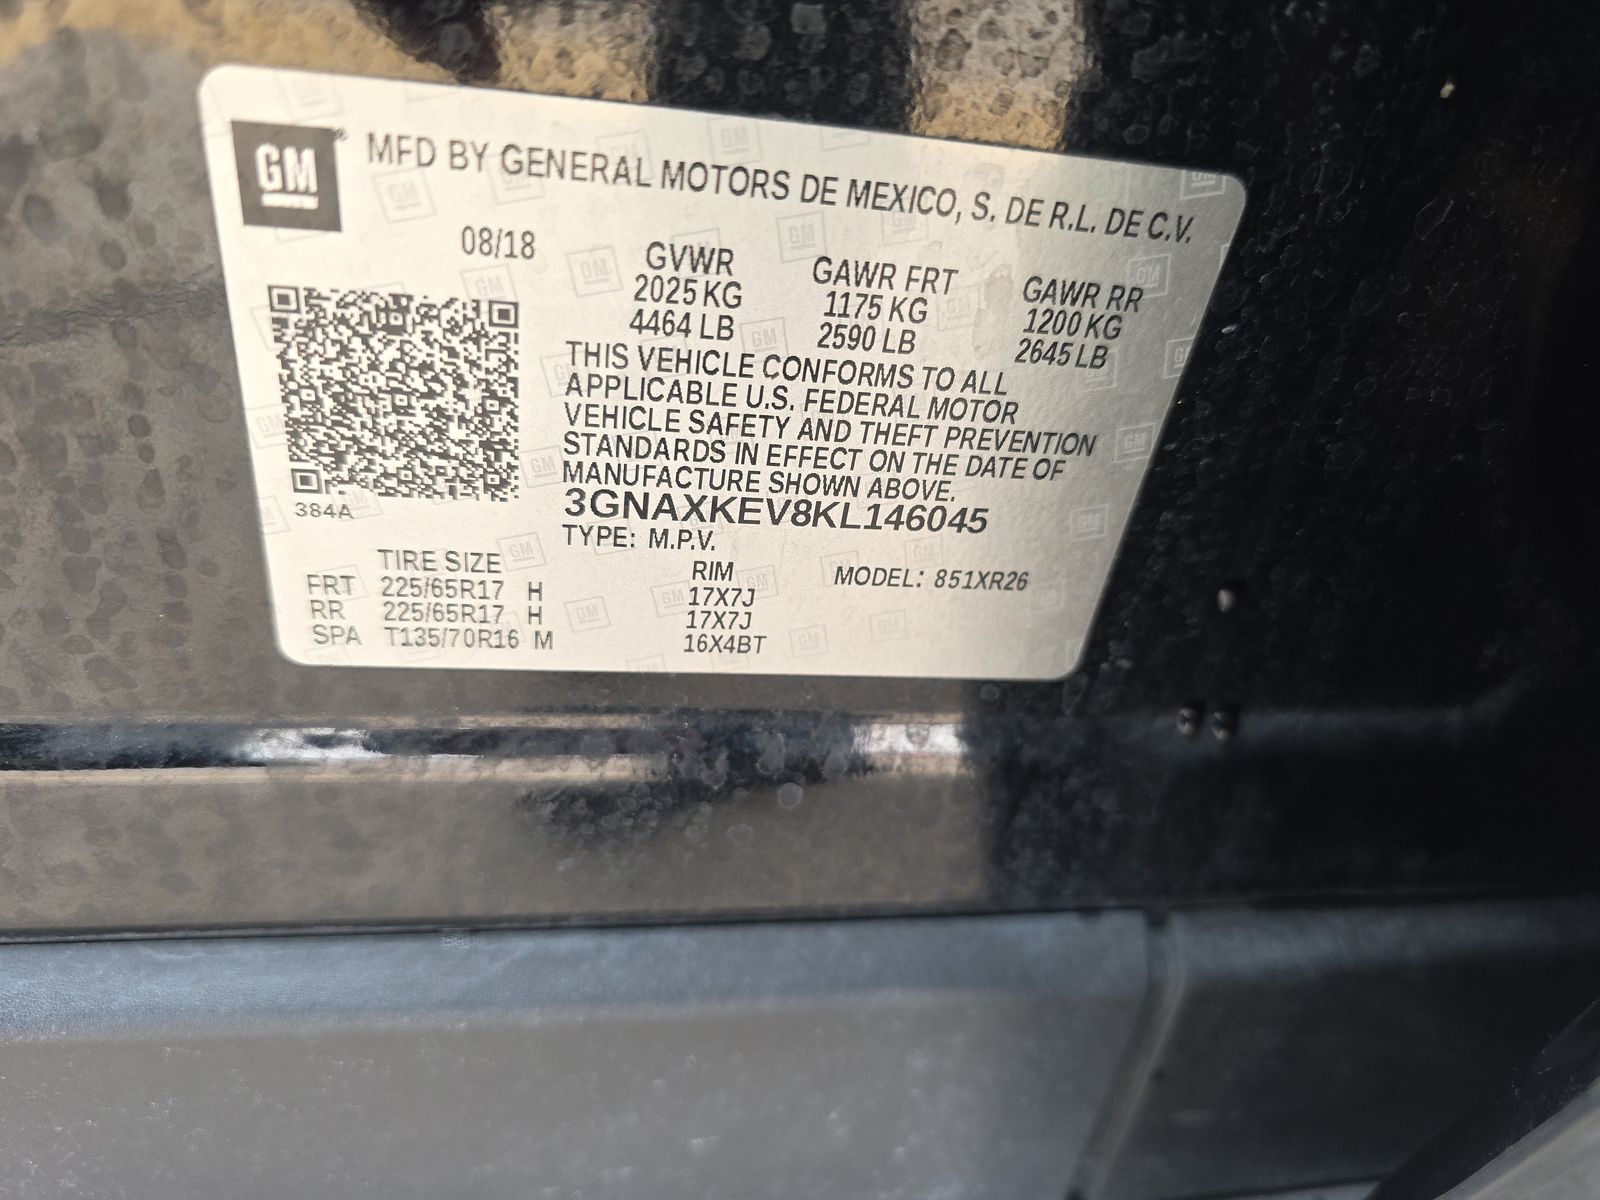 GM
MFD BY GENERAL MOTORS DE MEXICO, S. DE R.L. DE C.V.
08/18
GVWR GAWR FRT GAWR RR
2025 KG 1175 KG 1200 KG
4464 LB 2590 LB 2645 LB
THIS VEHICLE CONFORMS TO ALL
APPLICABLE U.S. FEDERAL MOTOR
VEHICLE SAFETY AND THEFT PREVENTION
STANDARDS IN EFFECT ON THE DATE OF
MANUFACTURE SHOWN ABOVE.
3GNAXKEV8KL146045
384A
TYPE: M.P.V.
TIRE SIZE RIM MODEL: 851XR26
FRT 225/65R17 H 17X7J
RR 225/65R17 H 17X7J
SPA T135/70R16 M 16X4BT